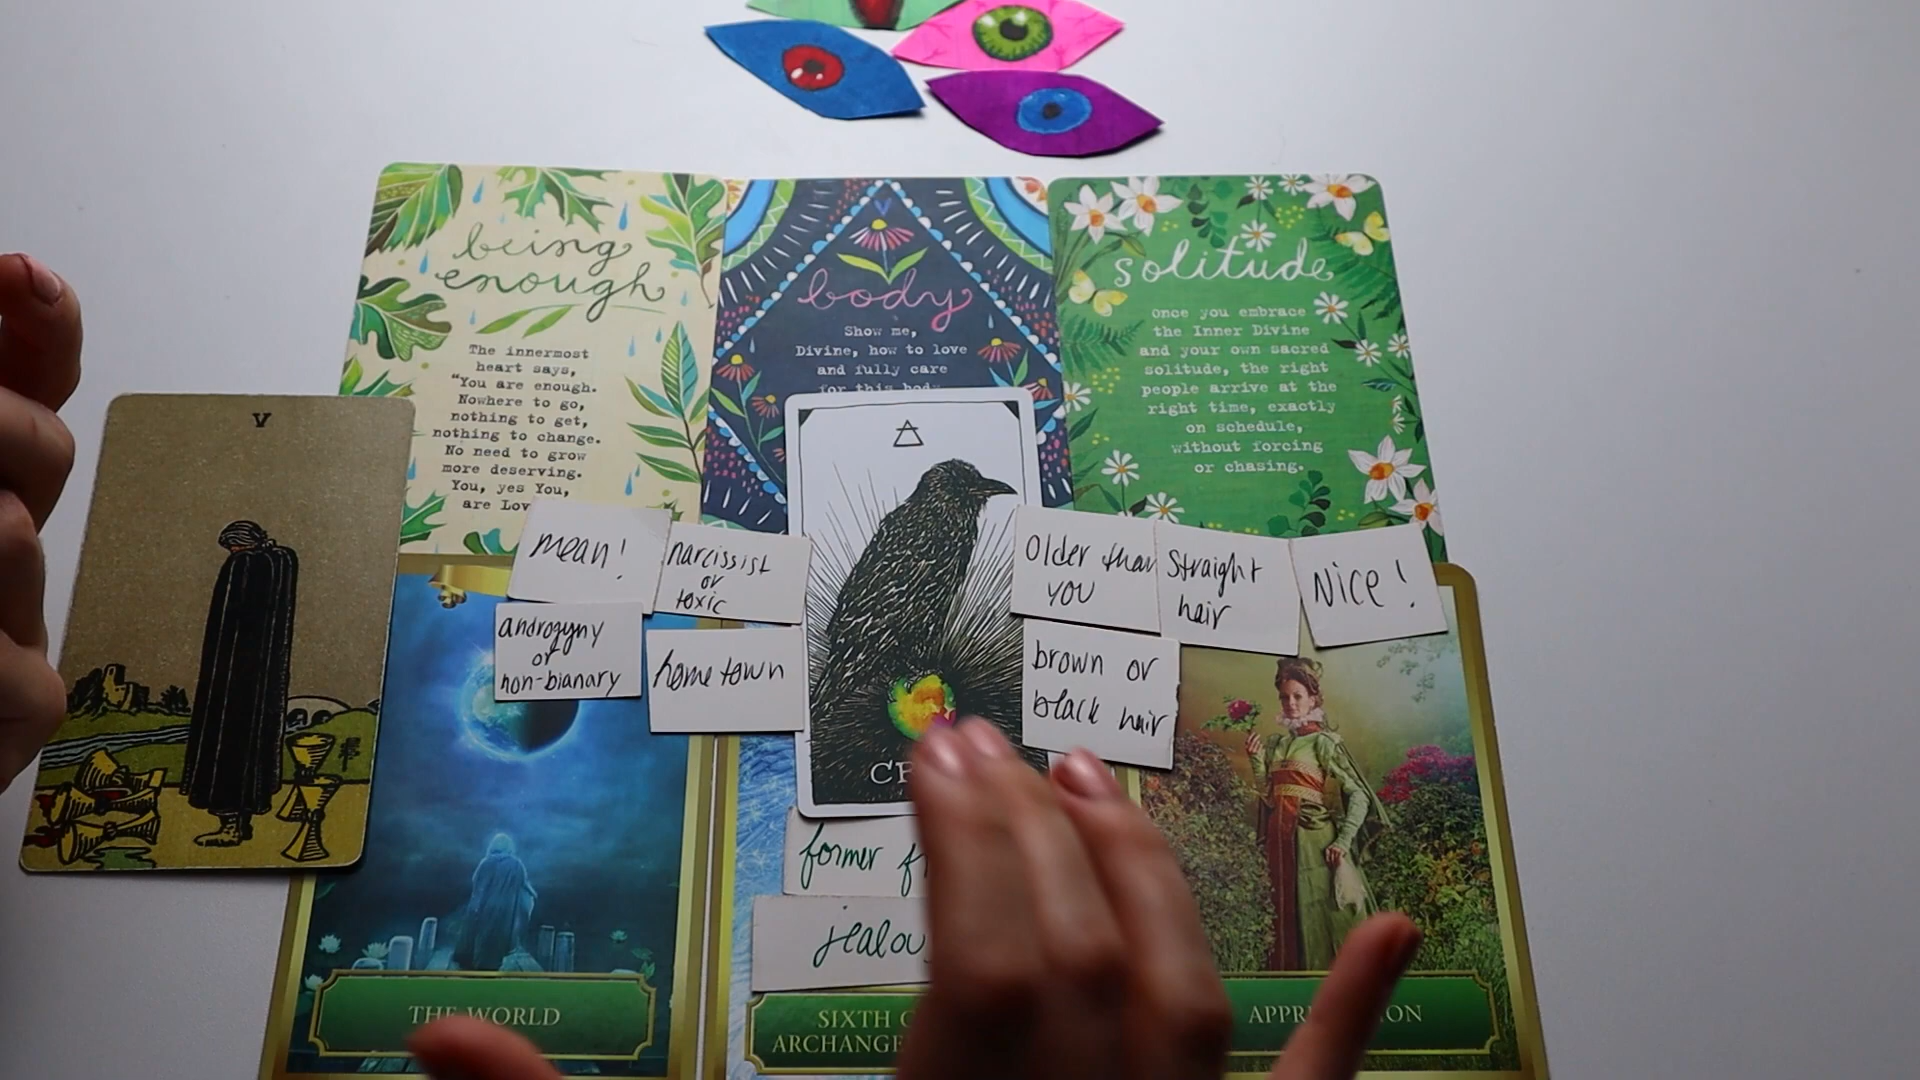 being
enough
The innermost
heart says,
"You are enough.
Nowhere to go,
nothing to get,
nothing to change.
No need to grow
more deserving.
You, yes You,
are
V
body
Show me,
Divine, how to love
and fully care
for this body
solitude
Once you embrace
the Inner Divine
and your own sacred
solitude, the right
people arrive at the
right time, exactly
on schedule,
without forcing
or chasing.
V
mean!
narcissist
or
toxic
androgyny
or
non-bianary
home town
Older than
you
Straight
hair
Nice!
brown or
black hair
former
THE WORLD
SIXTH
APPR